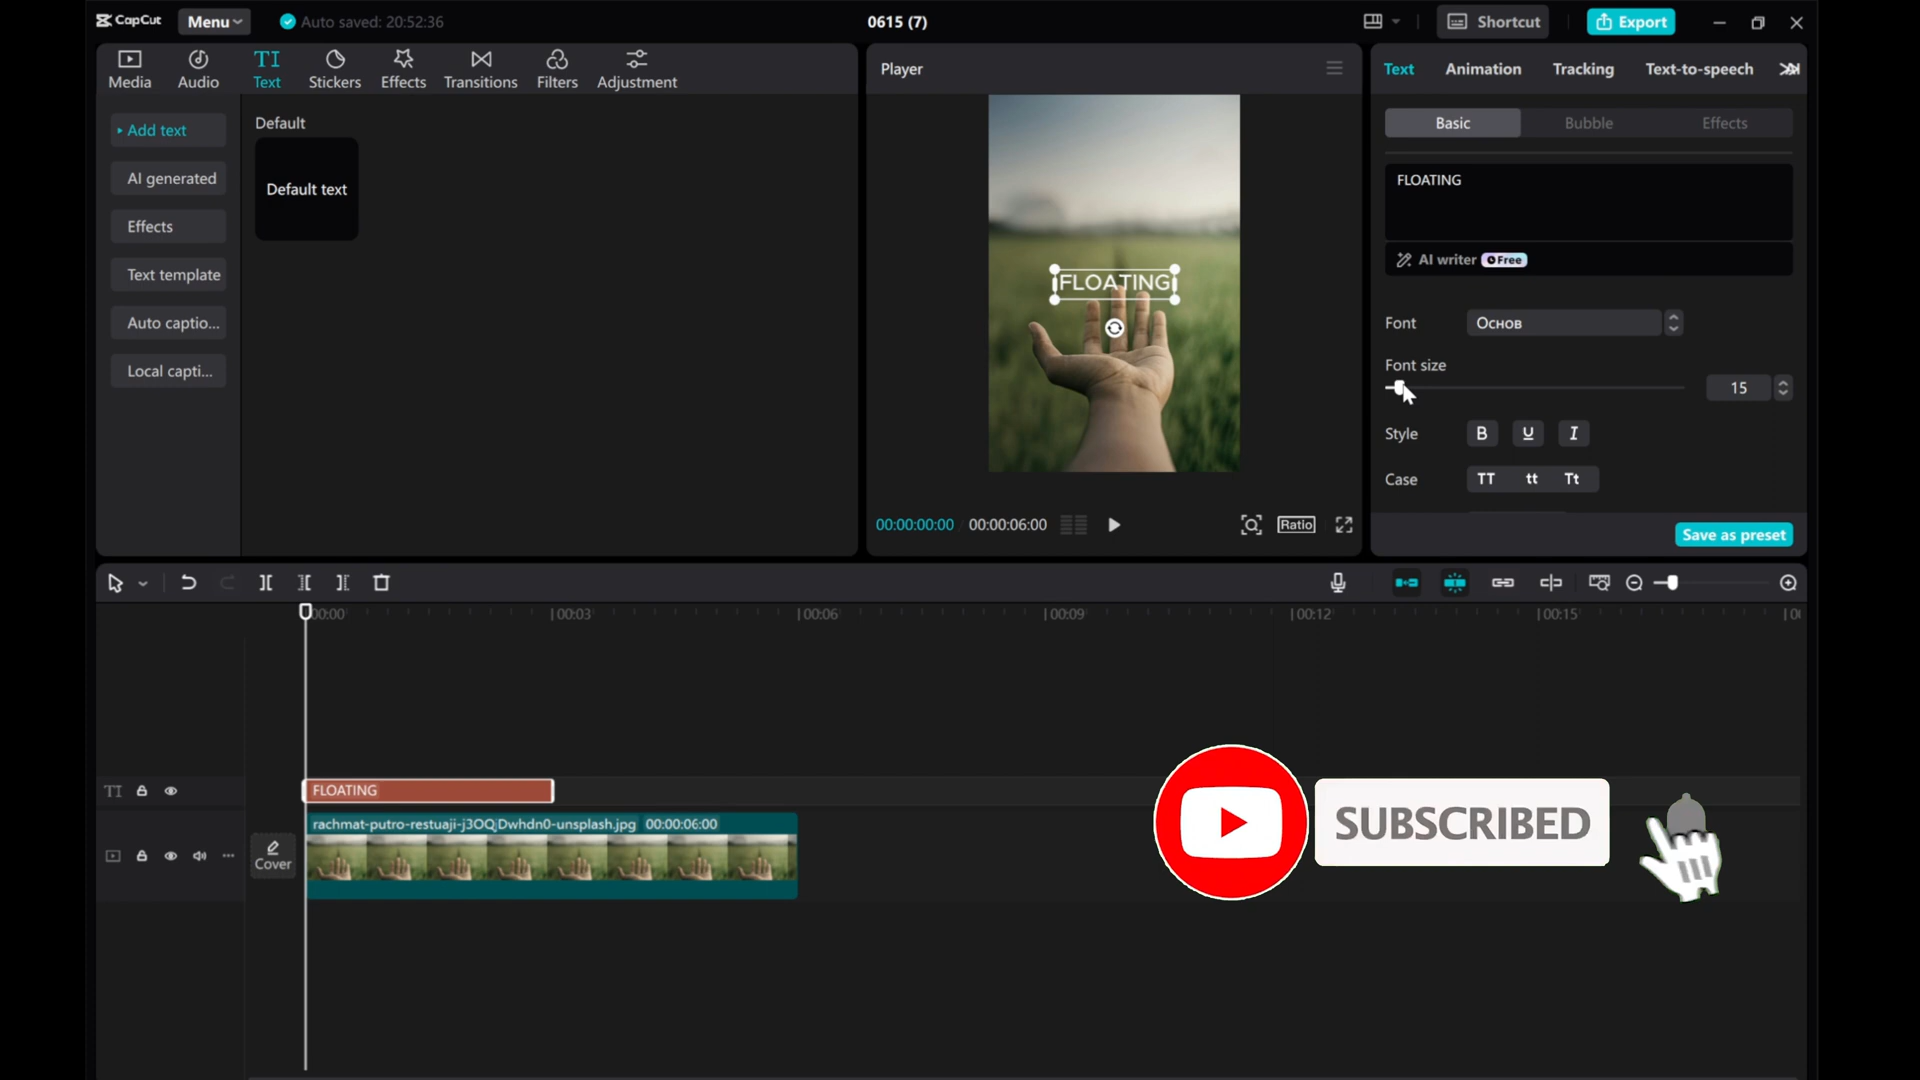 CapCut
Menu
Auto saved: 20:52:36
0615 (7)
Shortcut
Export
Media
Audio
TI
Text
Stickers
Effects
Transitions
Filters
Adjustment
Add text
AI generated
Effects
Text template
Auto captio...
Local capti...
Default
Default text
Player
FLOATING
00:00:00:00
00:00:06:00
Ratio
Text
Animation
Tracking
Text-to-speech
Basic
Bubble
Effects
FLOATING
AI writer
Free
Font
Основ
Font size
15
Style
B
U
I
Case
TT
tt
Tt
Save as preset
00:00
00:03
00:06
00:09
00:12
00:15
TI
FLOATING
Cover
rachmat-putro-restuaji-j3OQjDwhdn0-unsplash.jpg 00:00:06:00
SUBSCRIBED